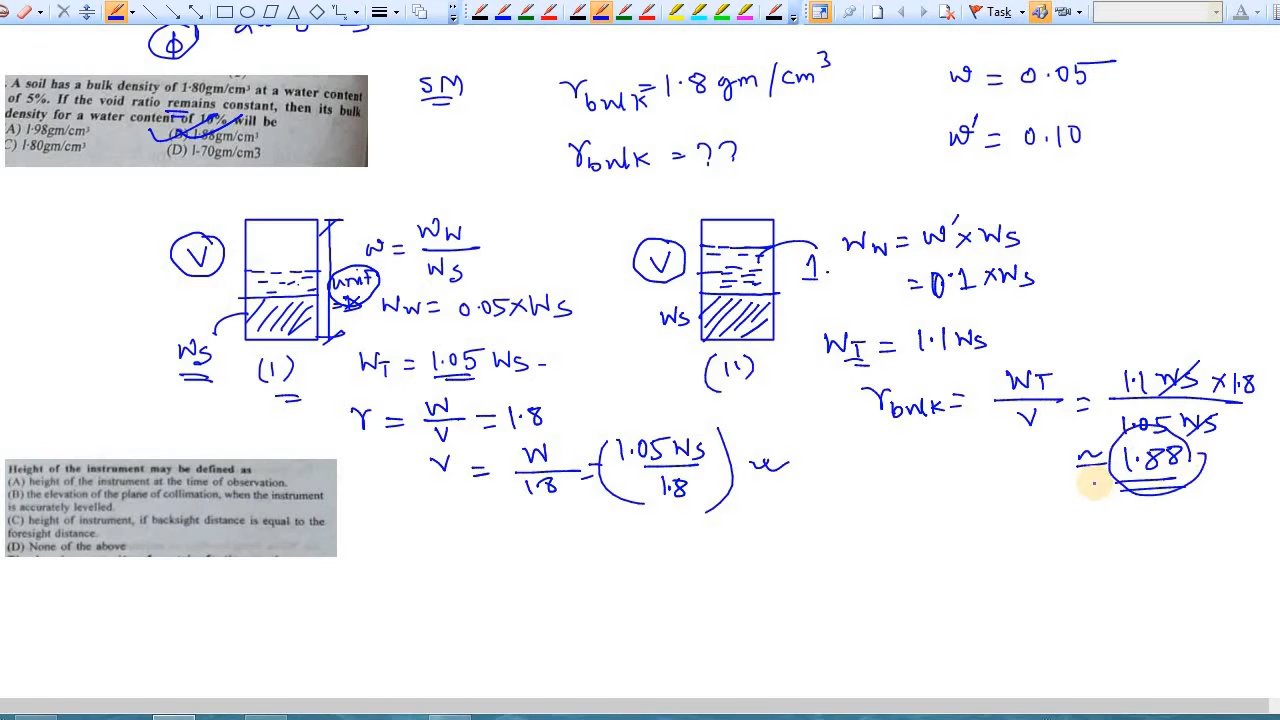 Task
φ
A soil has a bulk density of 1·80gm/cm³ at a water content
of 5%. If the void ratio remains constant, then its bulk
density for a water content of 10% will be
A) 1·98gm/cm³
(B) 1·88gm/cm³
C) 1·80gm/cm³
(D) 1-70gm/cm3
SM
γbulk = 1.8 gm/cm³
w = 0.05
γbulk = ??
w' = 0.10
V
w = Ww/Ws
unit
Ww = 0.05×Ws
Ws
(I)
WT = 1.05 Ws
γ = W/V = 1.8
V = W/1.8 = (1.05 Ws/1.8)
V
1.
Ws
(II)
Ww = w' × Ws
= 0.1 × Ws
WT = 1.1 Ws
γbulk = WT/V = 1.1 Ws × 1.8/1.05 Ws
≈ 1.88
Height of the instrument may be defined as
(A) height of the instrument at the time of observation.
(B) the elevation of the plane of collimation, when the instrument
is accurately levelled.
(C) height of instrument, if backsight distance is equal to the
foresight distance.
(D) None of the above